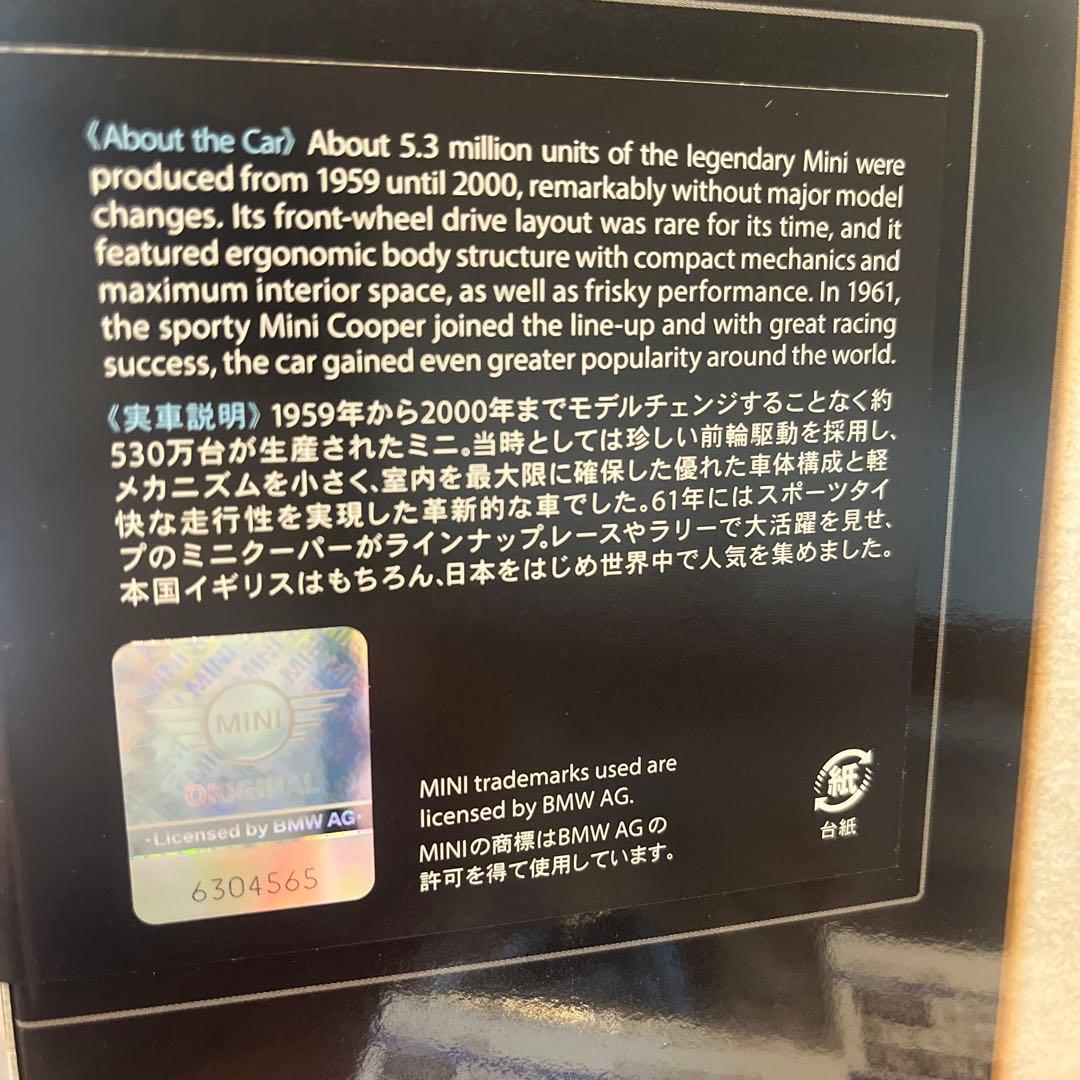 《About the Car》 About 5.3 million units of the legendary Mini were
produced from 1959 until 2000, remarkably without major model
changes. Its front-wheel drive layout was rare for its time, and it
featured ergonomic body structure with compact mechanics and
maximum interior space, as well as frisky performance. In 1961,
the sporty Mini Cooper joined the line-up and with great racing
success, the car gained even greater popularity around the world.
《実車説明》1959年から2000年までモデルチェンジすることなく約
530万台が生産されたミニ。当時としては珍しい前輪駆動を採用し、
メカニズムを小さく、室内を最大限に確保した優れた車体構成と軽
快な走行性を実現した革新的な車でした。61年にはスポーツタイ
プのミニクーパーがラインナップ。レースやラリーで大活躍を見せ、
本国イギリスはもちろん、日本をはじめ世界中で人気を集めました。
MINI
ORIGINAL
·Licensed by BMW AG·
6304565
MINI trademarks used are
licensed by BMW AG.
MINIの商標はBMW AG の
許可を得て使用しています。
紙
台紙